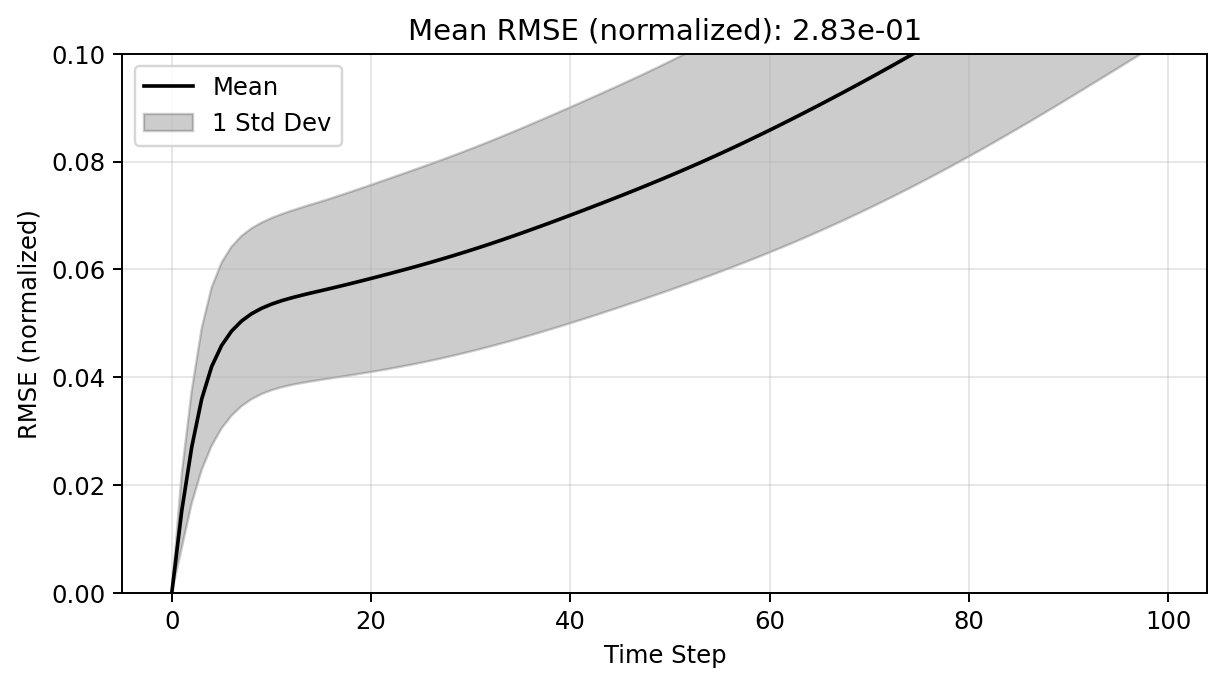 Mean RMSE (normalized): 2.83e-01
Mean
1 Std Dev
RMSE (normalized)
0.10
0.08
0.06
0.04
0.02
0.00
0 20 40 60 80 100
Time Step